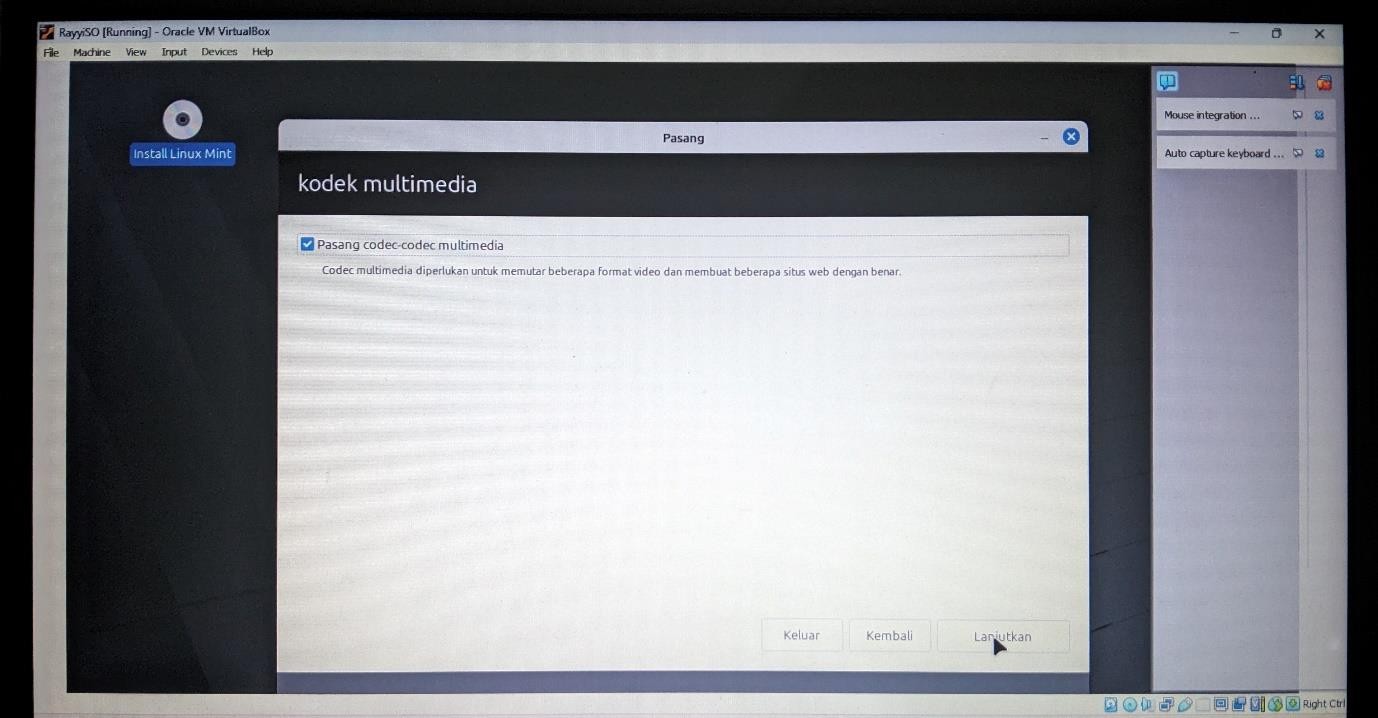 RayyiSO [Running] - Oracle VM VirtualBox
File Machine View Input Devices Help
Install Linux Mint
Pasang
kodek multimedia
Pasang codec-codec multimedia
Codec multimedia diperlukan untuk memutar beberapa format video dan membuat beberapa situs web dengan benar.
Keluar Kembali Lanjutkan
Mouse integration ...
Auto capture keyboard ...
Right Ctrl